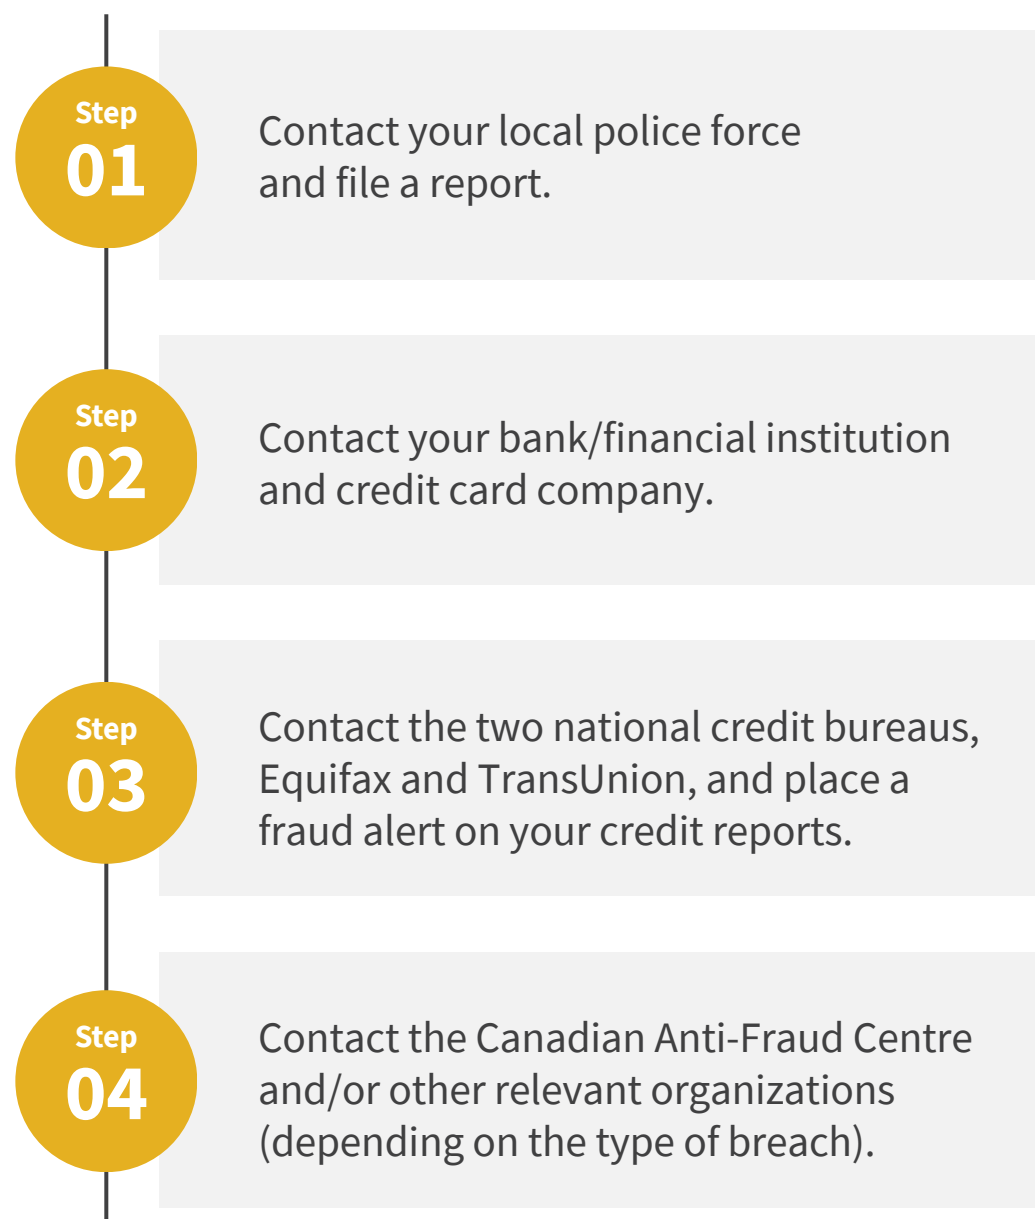 Step
01
Contact your local police force
and file a report.
Step
02
Contact your bank/financial institution
and credit card company.
Step
03
Contact the two national credit bureaus,
Equifax and TransUnion, and place a
fraud alert on your credit reports.
Step
04
Contact the Canadian Anti-Fraud Centre
and/or other relevant organizations
(depending on the type of breach).